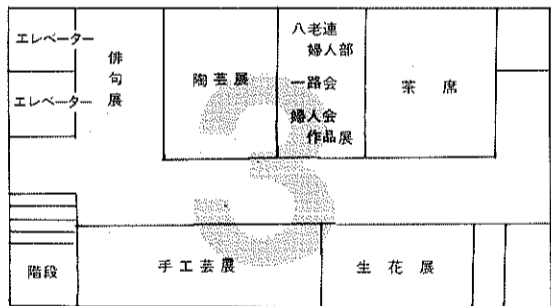 エレベーター
エレベーター
俳句展
陶芸展
八老連
婦人部
一路会
婦人会
作品展
茶席
3
階段
手工芸展
生花展